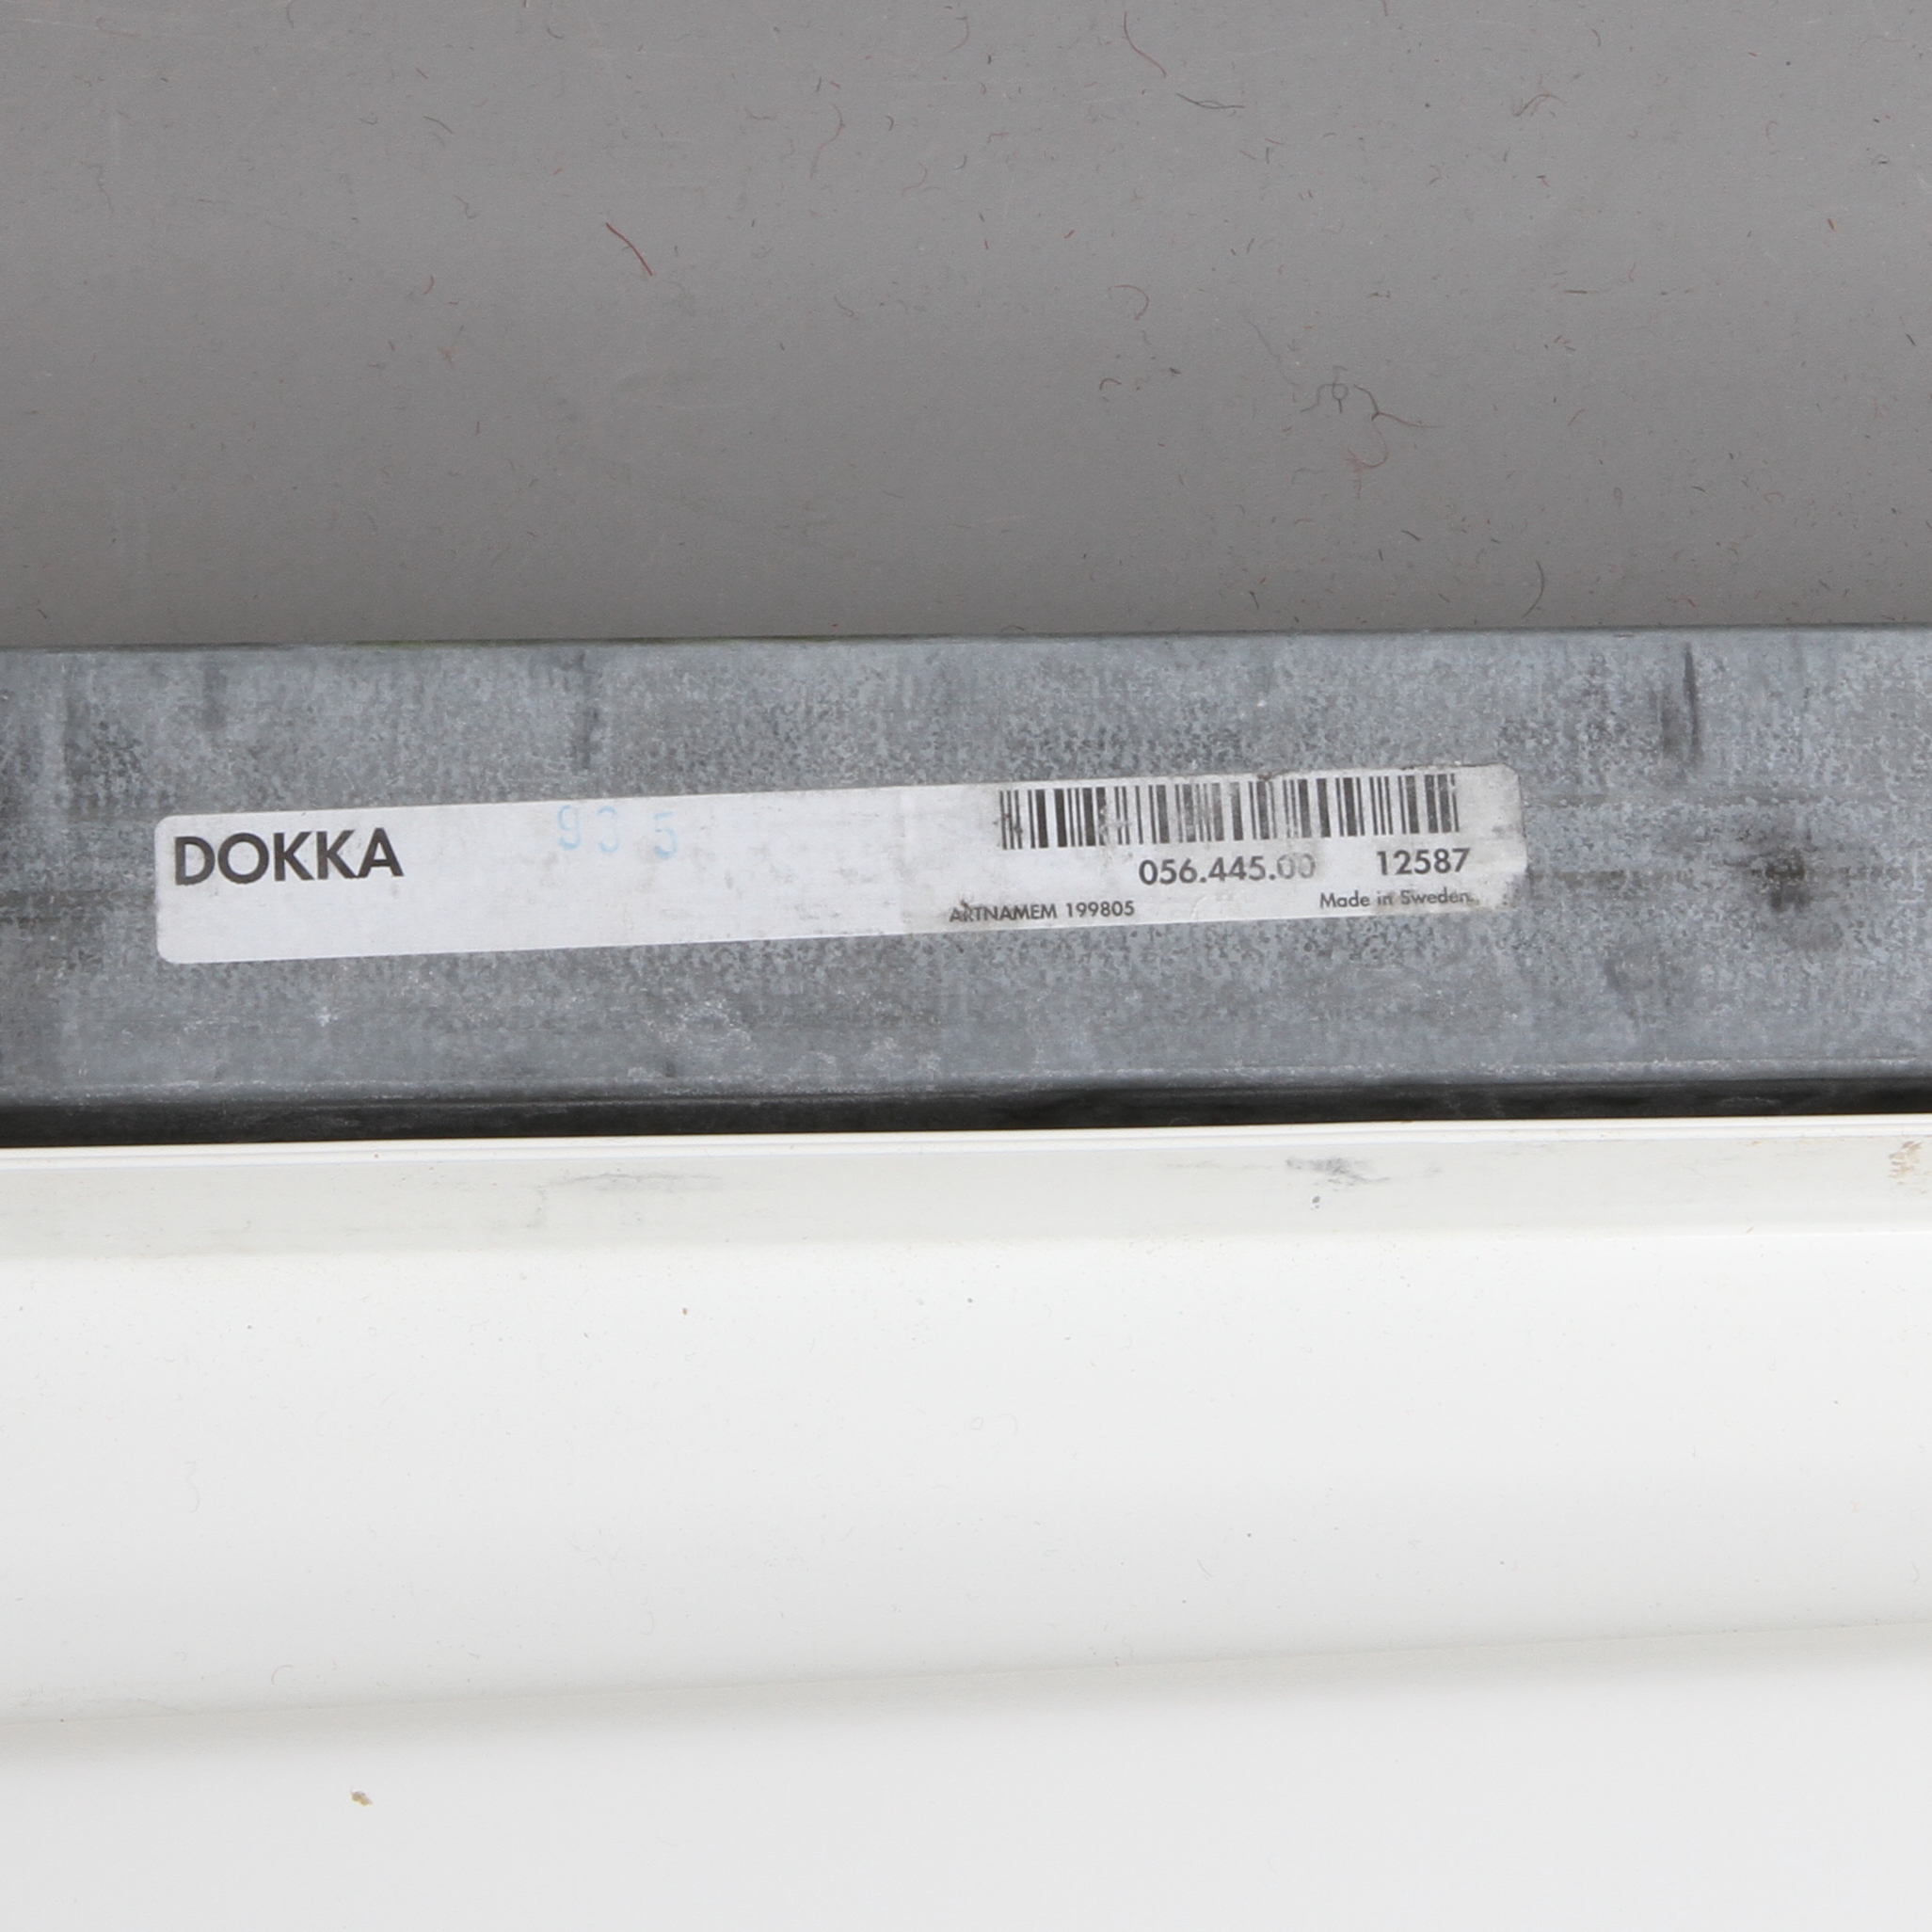 DOKKA
056.445.00 12587
ARTNAMEM 199805 Made in Sweden.